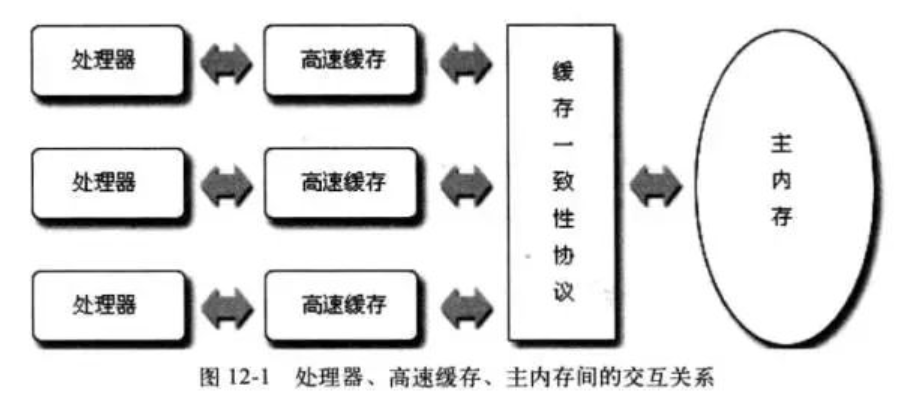 处理器
高速缓存
处理器
高速缓存
处理器
高速缓存
缓存一致性协议
主内存
图 12-1 处理器、高速缓存、主内存间的交互关系